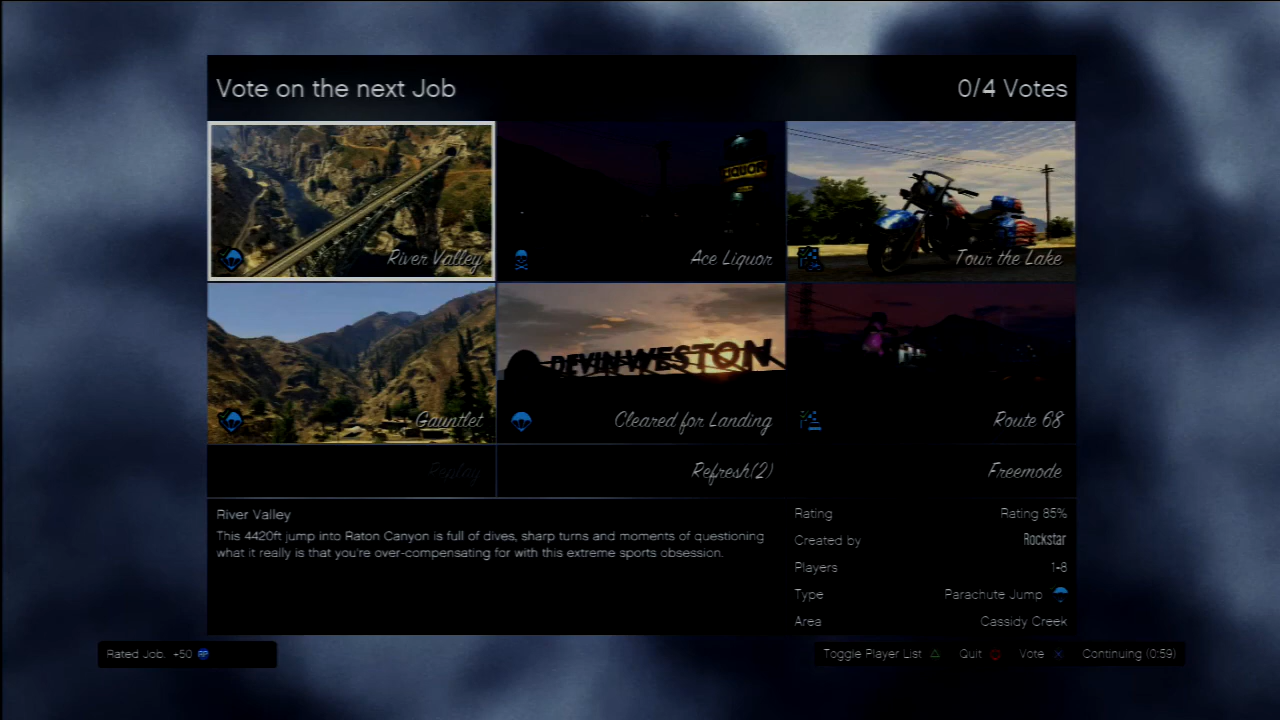 Vote on the next Job
0/4 Votes
River Valley
Ace Liquor
LIQUOR
Tour the Lake
Gauntlet
DEVIN WESTON
Cleared for Landing
Route 68
Replay
Refresh(2)
Freemode
River Valley
This 4420ft jump into Raton Canyon is full of dives, sharp turns and moments of questioning
what it really is that you're over-compensating for with this extreme sports obsession.
Rating Rating 85%
Created by Rockstar
Players 1-8
Type Parachute Jump
Area Cassidy Creek
Rated Job. +50 RP
Toggle Player List Quit Vote Continuing (0:59)